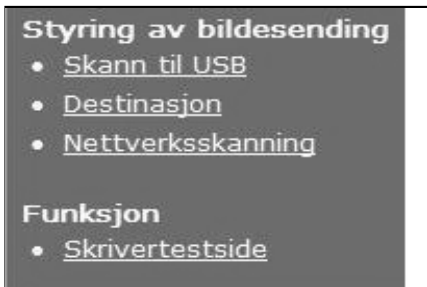 Styring av bildesending
• Skann til USB
• Destinasjon
• Nettverksskanning
Funksjon
• Skrivertestside